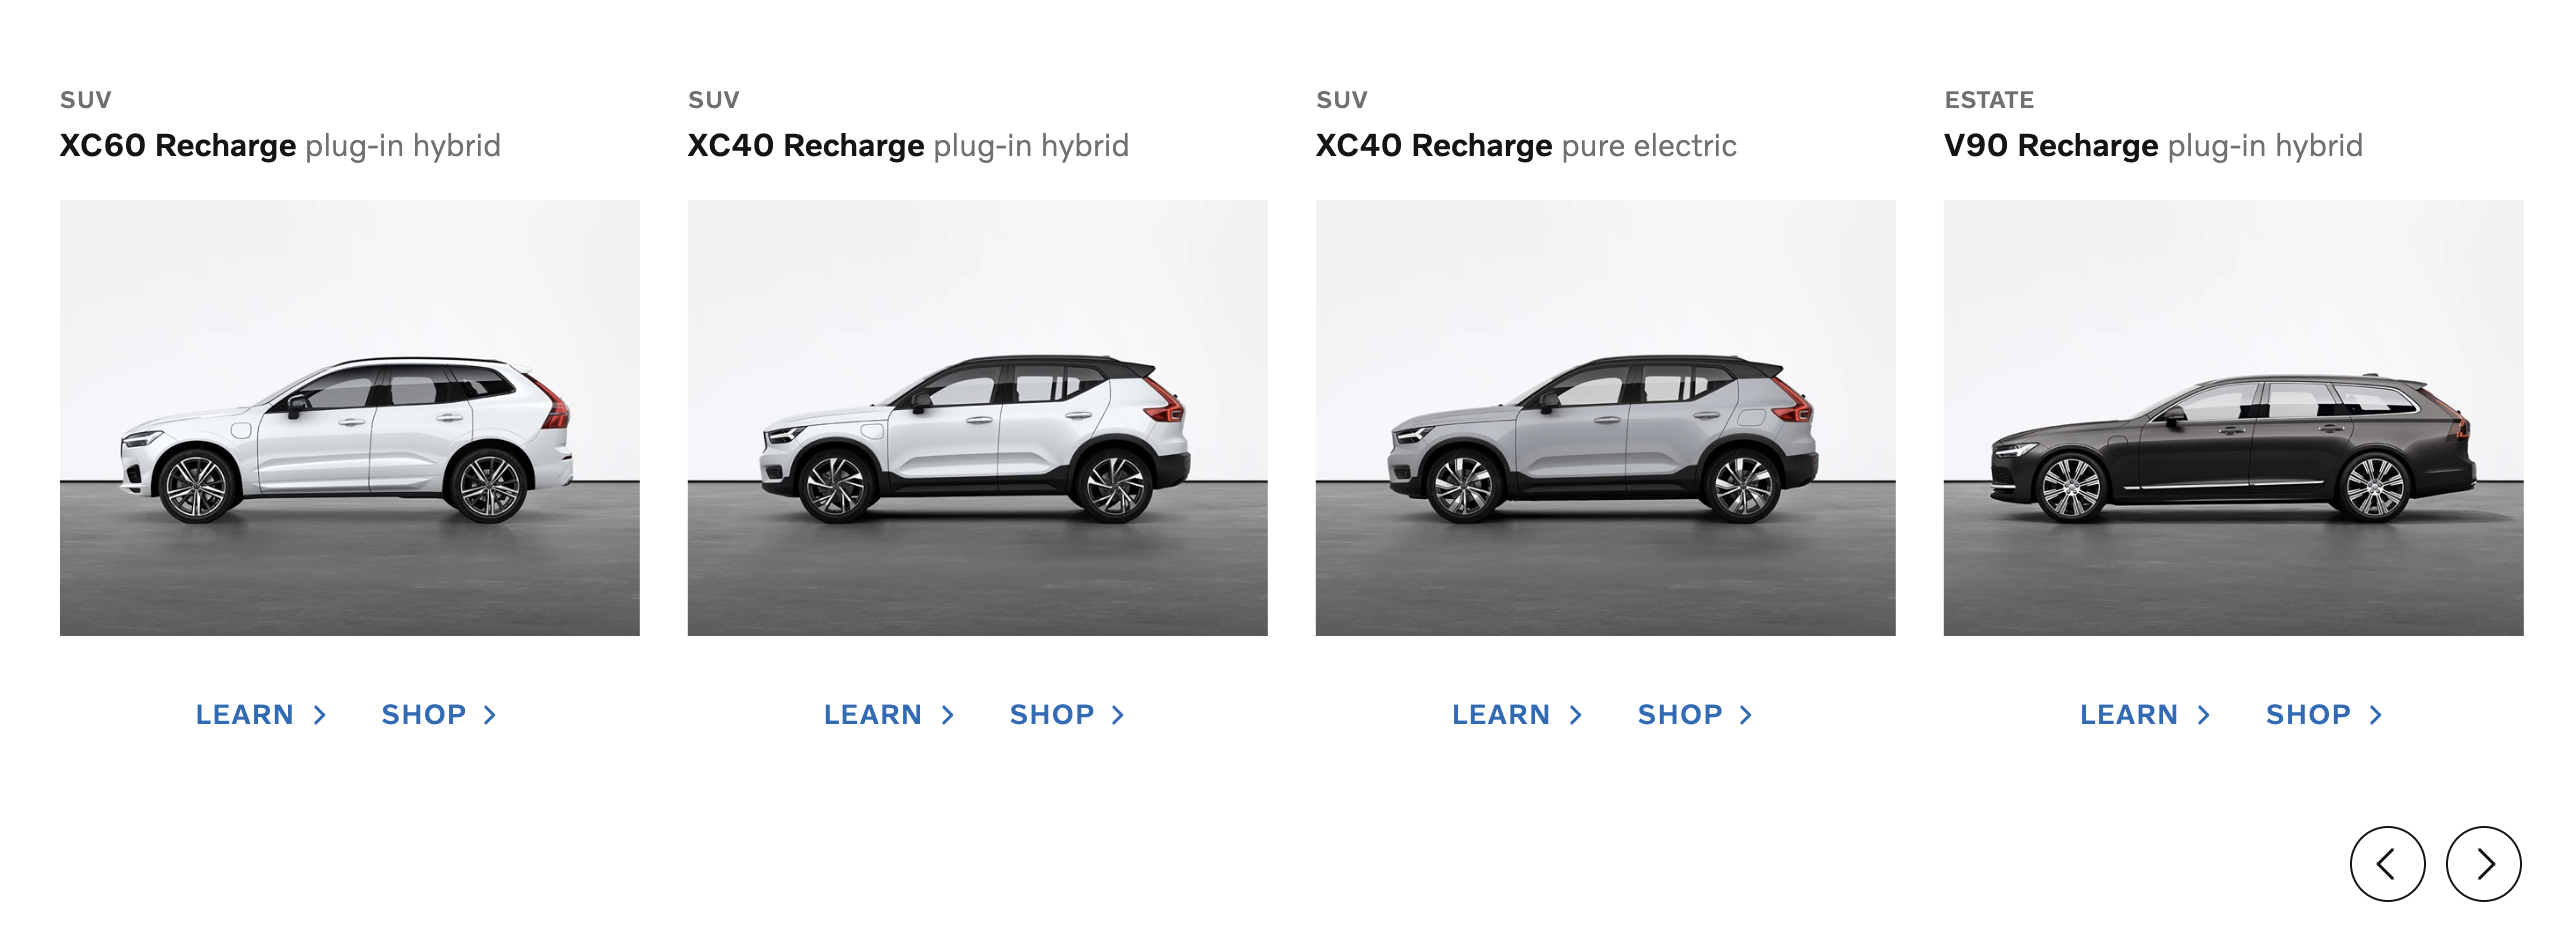 SUV
XC60 Recharge plug-in hybrid
LEARN SHOP
SUV
XC40 Recharge plug-in hybrid
LEARN SHOP
SUV
XC40 Recharge pure electric
LEARN SHOP
ESTATE
V90 Recharge plug-in hybrid
LEARN SHOP